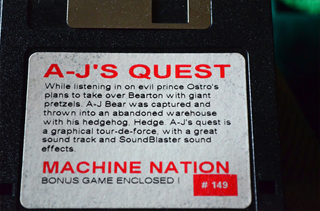 A-J'S QUEST
While listening in on evil prince Ostro's
plans to take over Bearton with giant
pretzels. A-J Bear was captured and
thrown into an abandoned warehouse
with his hedgehog, Hedge. A-J's quest is
a graphical tour-de-force, with a great
sound track and SoundBlaster sound
effects.
MACHINE NATION
BONUS GAME ENCLOSED ! # 149